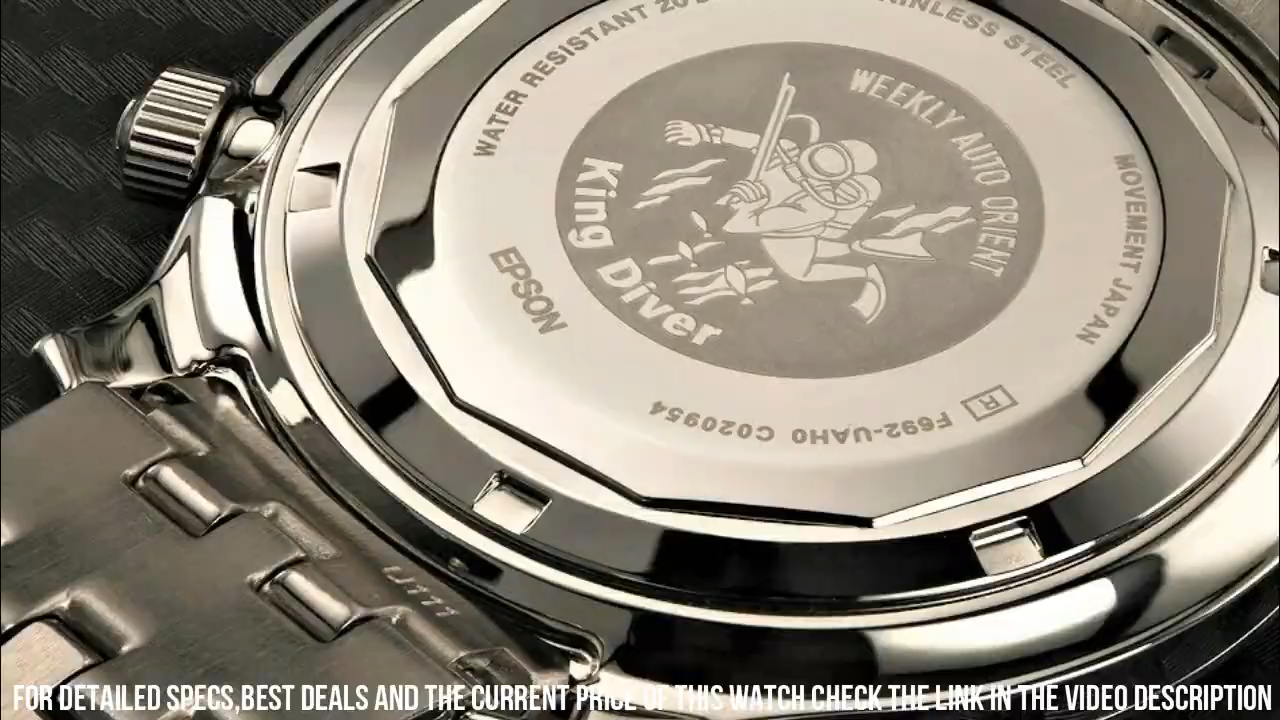 WATER RESISTANT
STAINLESS STEEL
WEEKLY AUTO ORIENT
King Diver
MOVEMENT JAPAN
EPSON
R F692-UAH0 C020954
FOR DETAILED SPECS,BEST DEALS AND THE CURRENT PRICE OF THIS WATCH CHECK THE LINK IN THE VIDEO DESCRIPTION